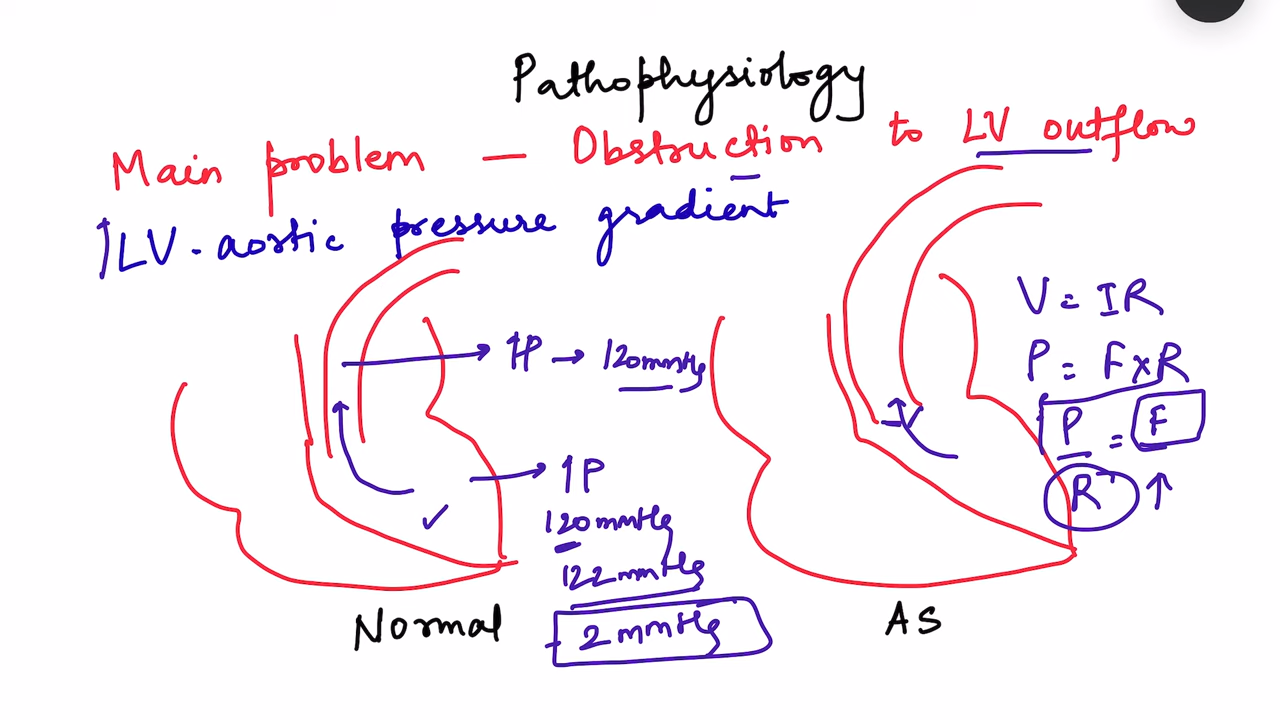 Pathophysiology
Main problem — Obstruction to LV outflow
↑LV-aortic pressure gradient
↑P → 120mmHg
↑P
120mmHg
122mmHg
2mmHg
Normal
V = IR
P = F×R
P = F
R ↑
AS